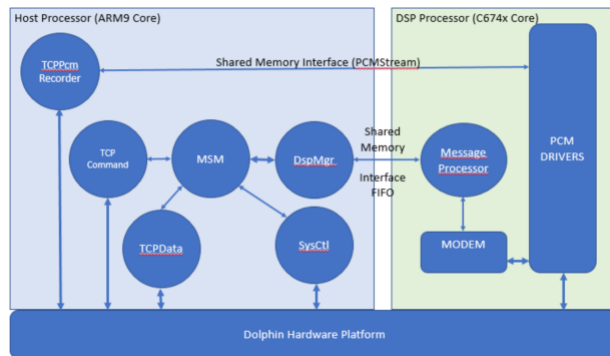 Host Processor (ARM9 Core)
DSP Processor (C674x Core)
TCPPcm
Recorder
Shared Memory Interface (PCMStream)
TCP
Command
MSM
DspMgr
Shared
Memory
Interface
FIFO
Message
Processor
PCM
DRIVERS
TCPData
SysCtl
MODEM
Dolphin Hardware Platform